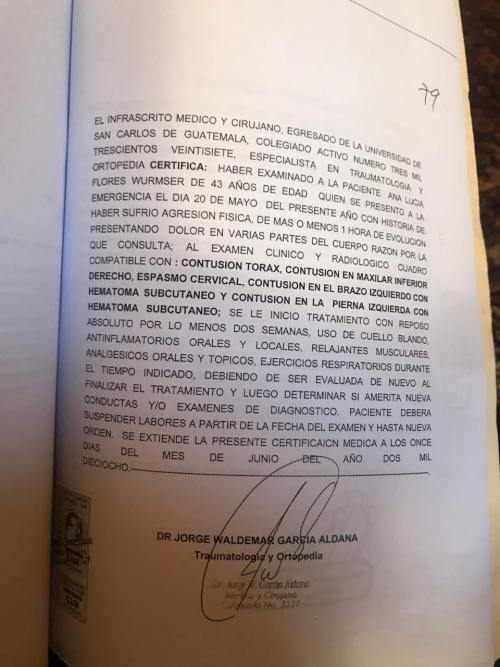 79
EL INFRASCRITO MEDICO Y CIRUJANO, EGRESADO DE LA UNIVERSIDAD DE
SAN CARLOS DE GUATEMALA, COLEGIADO ACTIVO NUMERO TRES MIL
TRESCIENTOS VEINTISIETE, ESPECIALISTA EN TRAUMATOLOGIA Y
ORTOPEDIA CERTIFICA: HABER EXAMINADO A LA PACIENTE ANA LUCIA
FLORES WURMSER DE 43 AÑOS DE EDAD QUIEN SE PRESENTO A LA
EMERGENCIA EL DIA 20 DE MAYO DEL PRESENTE AÑO CON HISTORIA DE
HABER SUFRIO AGRESION FISICA, DE MAS O MENOS 1 HORA DE EVOLUCION
PRESENTANDO DOLOR EN VARIAS PARTES DEL CUERPO RAZON POR LA
QUE CONSULTA; AL EXAMEN CLINICO Y RADIOLOGICO CUADRO
COMPATIBLE CON : CONTUSION TORAX, CONTUSION EN MAXILAR INFERIOR
DERECHO, ESPASMO CERVICAL, CONTUSION EN EL BRAZO IZQUIERDO CON
HEMATOMA SUBCUTANEO Y CONTUSION EN LA PIERNA IZQUIERDA CON
HEMATOMA SUBCUTANEO; SE LE INICIO TRATAMIENTO CON REPOSO
ABSOLUTO POR LO MENOS DOS SEMANAS, USO DE CUELLO BLANDO,
ANTINFLAMATORIOS ORALES Y LOCALES, RELAJANTES MUSCULARES,
ANALGESICOS ORALES Y TOPICOS, EJERCICIOS RESPIRATORIOS DURANTE
EL TIEMPO INDICADO, DEBIENDO DE SER EVALUADA DE NUEVO AL
FINALIZAR EL TRATAMIENTO Y LUEGO DETERMINAR SI AMERITA NUEVA
CONDUCTAS Y/O EXAMENES DE DIAGNOSTICO. PACIENTE DEBERA
SUSPENDER LABORES A PARTIR DE LA FECHA DEL EXAMEN Y HASTA NUEVA
ORDEN. SE EXTIENDE LA PRESENTE CERTIFICAICN MEDICA A LOS ONCE
DIAS DEL MES DE JUNIO DEL AÑO DOS MIL
DIECIOCHO.
DR JORGE WALDEMAR GARCIA ALDANA
Traumatologia y Ortopedia
Dr. Jorge W. Garcia Aldana
Medico y Cirujano
Colegiado No. 3327